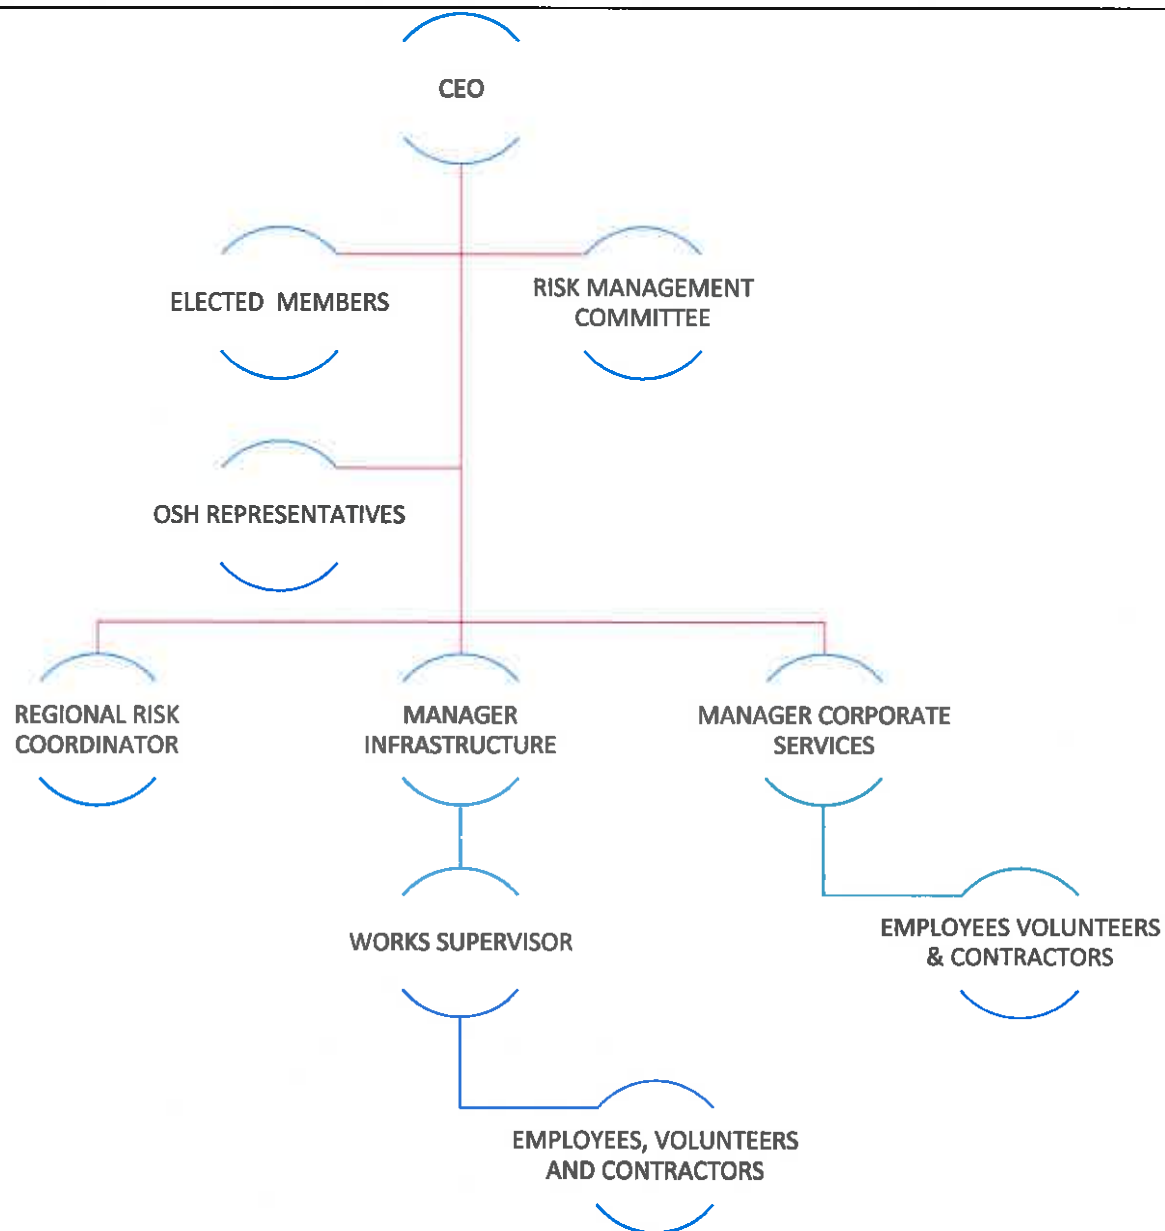 CEO
ELECTED  MEMBERS
RISK MANAGEMENT
COMMITTEE
OSH REPRESENTATIVES
REGIONAL RISK
COORDINATOR
MANAGER
INFRASTRUCTURE
MANAGER CORPORATE
SERVICES
WORKS SUPERVISOR
EMPLOYEES VOLUNTEERS
& CONTRACTORS
EMPLOYEES, VOLUNTEERS
AND CONTRACTORS